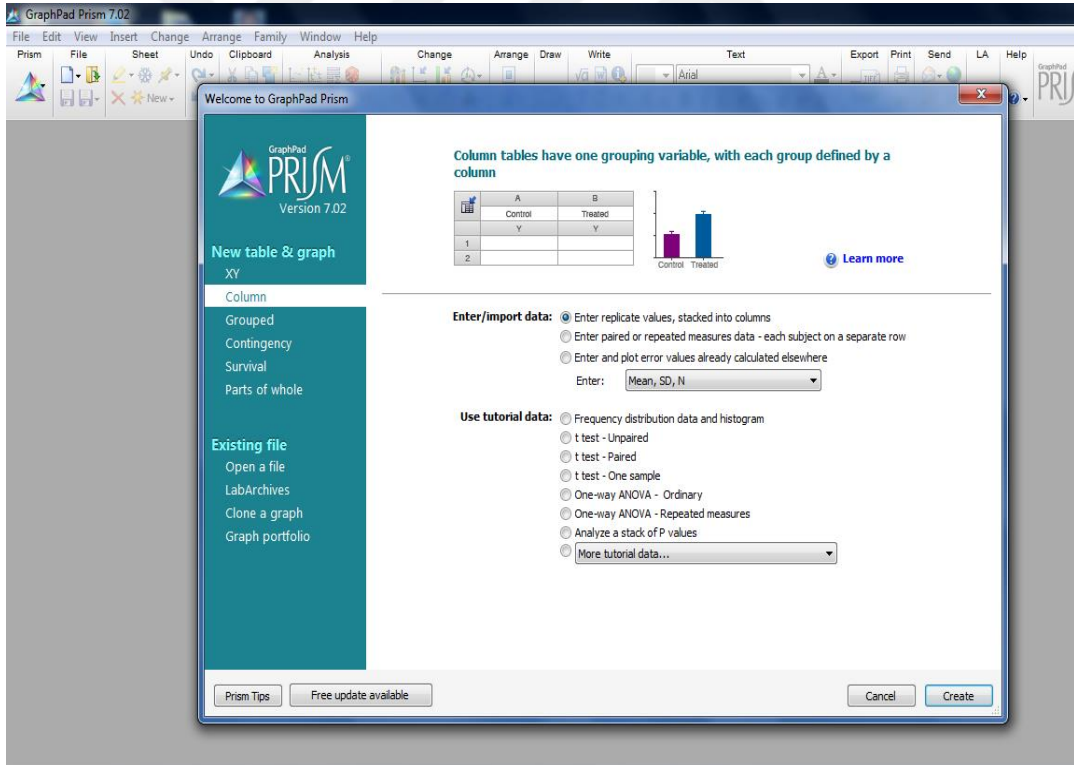 GraphPad Prism 7.02
File Edit View Insert Change Arrange Family Window Help
Prism File Sheet Undo Clipboard Analysis Change Arrange Draw Write Text Export Print Send LA Help
New
Arial
GraphPad
Welcome to GraphPad Prism
GraphPad
PRISM
Version 7.02
New table & graph
XY
Column
Grouped
Contingency
Survival
Parts of whole
Existing file
Open a file
LabArchives
Clone a graph
Graph portfolio
Column tables have one grouping variable, with each group defined by a
column
A B
Control Treated
Y Y
1
2
Control Treated
Learn more
Enter/import data: Enter replicate values, stacked into columns
Enter paired or repeated measures data - each subject on a separate row
Enter and plot error values already calculated elsewhere
Enter: Mean, SD, N
Use tutorial data: Frequency distribution data and histogram
t test - Unpaired
t test - Paired
t test - One sample
One-way ANOVA - Ordinary
One-way ANOVA - Repeated measures
Analyze a stack of P values
More tutorial data...
Prism Tips Free update available Cancel Create